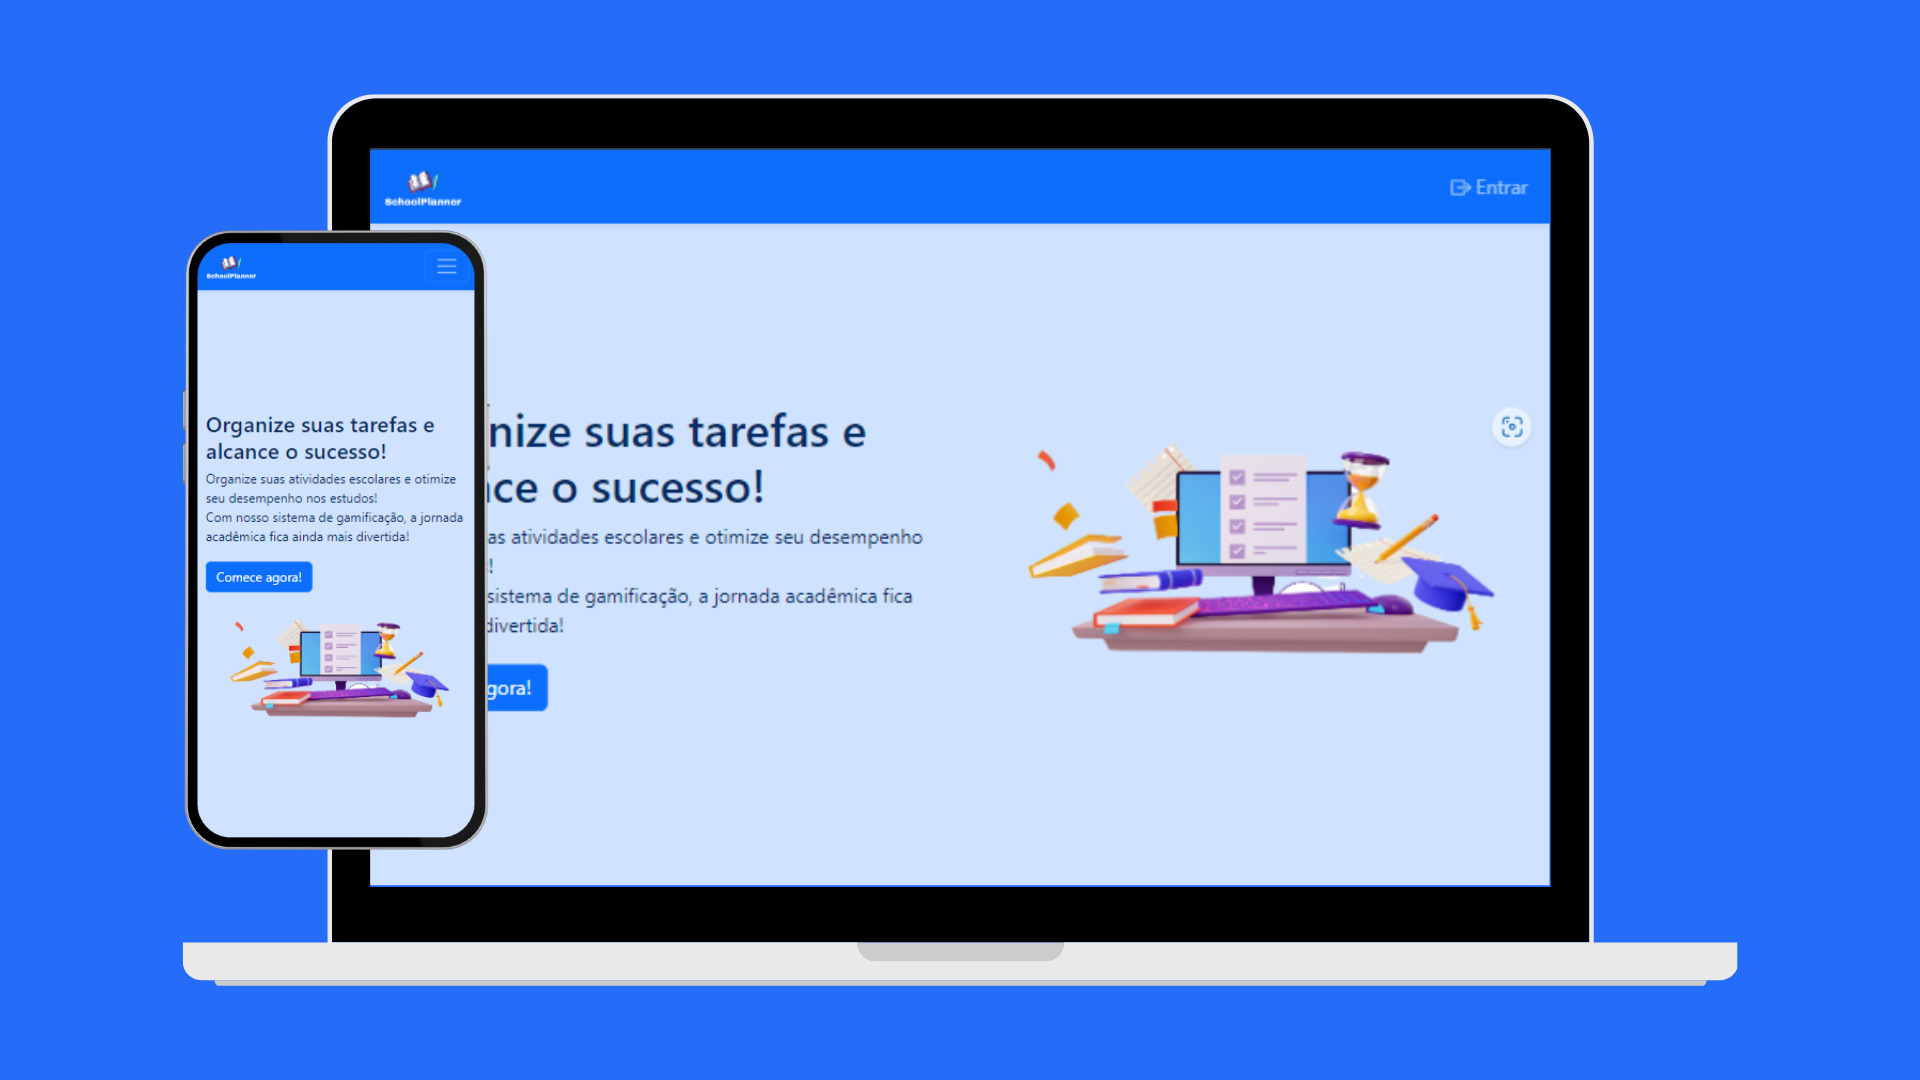 SchoolPlanner
Entrar
SchoolPlanner
Organize suas tarefas e
alcance o sucesso!
Organize suas atividades escolares e otimize
seu desempenho nos estudos!
Com nosso sistema de gamificação, a jornada
acadêmica fica ainda mais divertida!
Comece agora!
nize suas tarefas e
ce o sucesso!
as atividades escolares e otimize seu desempenho
!
sistema de gamificação, a jornada acadêmica fica
divertida!
gora!